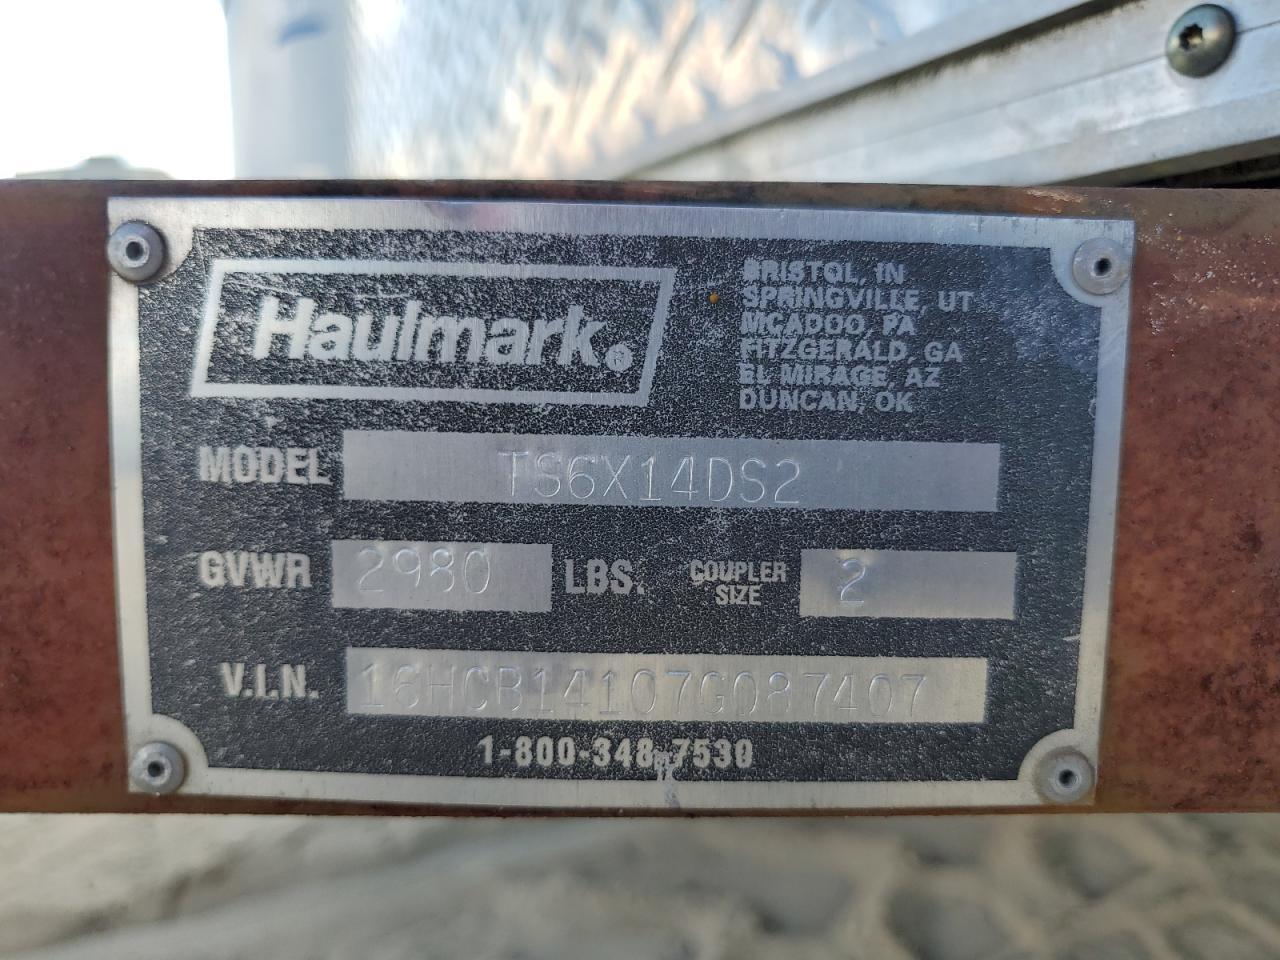 Haulmark®
BRISTOL, IN
SPRINGVILLE, UT
MCADOO, PA
FITZGERALD, GA
EL MIRAGE, AZ
DUNCAN, OK
MODEL TS6X14DS2
GVWR 2980 LBS. COUPLER SIZE 2
V.I.N. 16HCB14107G087407
1-800-348-7530